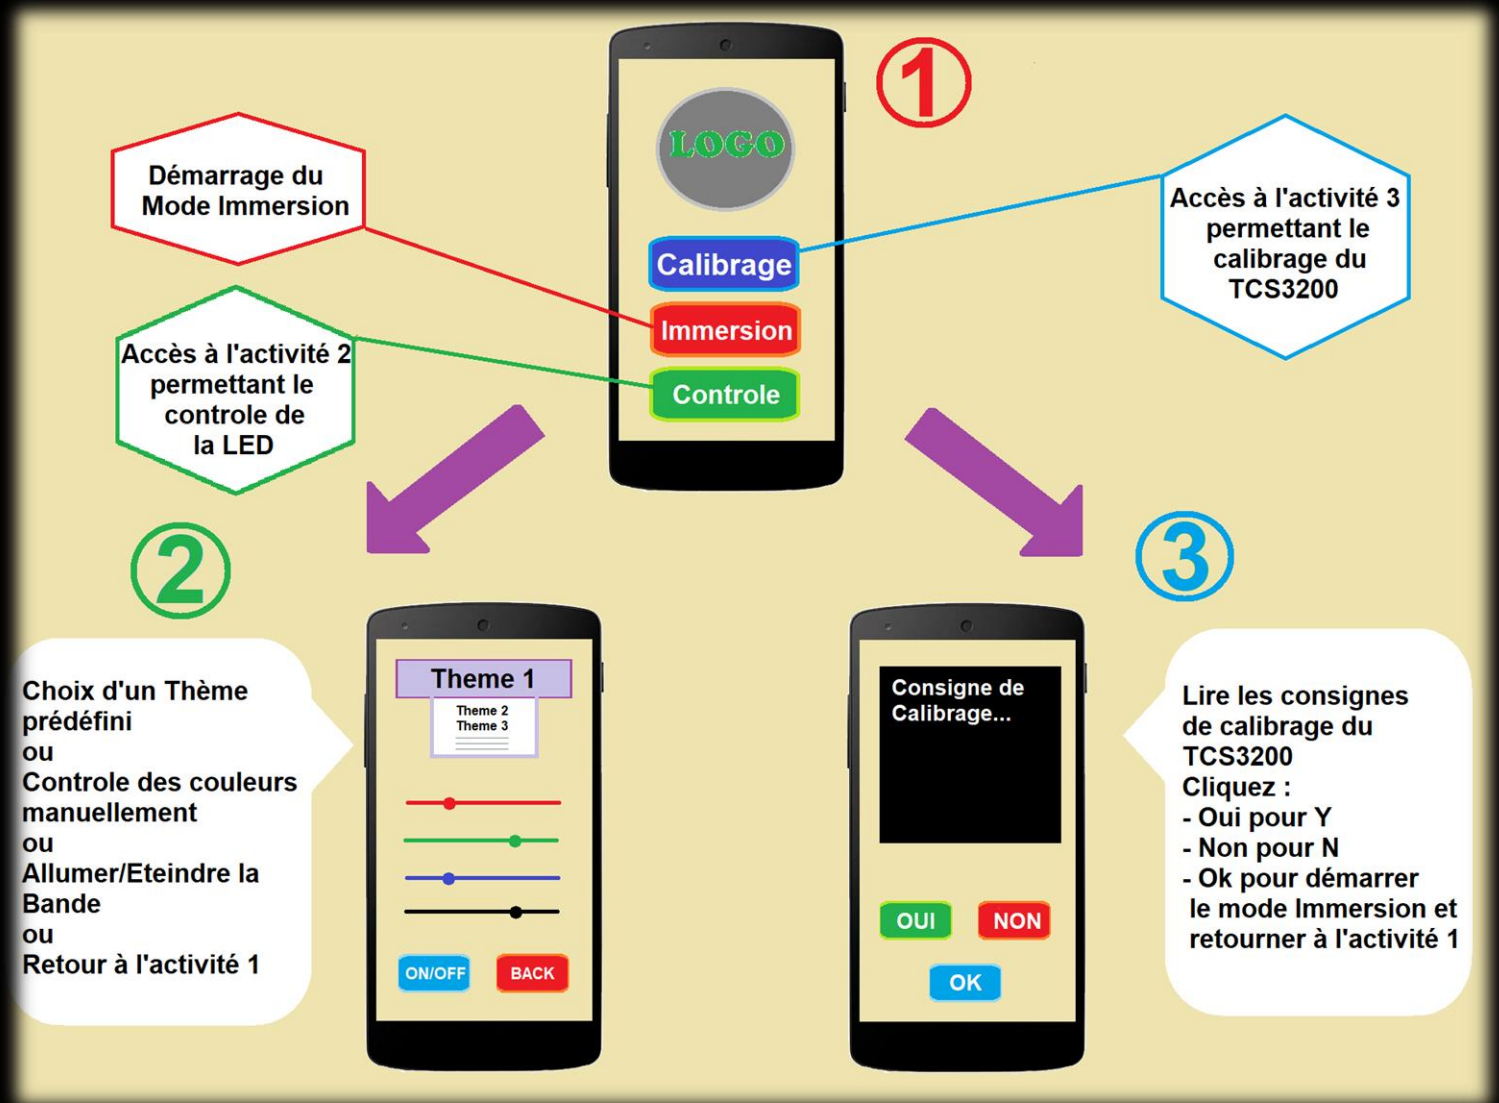 1
LOGO
Calibrage
Immersion
Controle
Démarrage du
Mode Immersion
Accès à l'activité 2
permettant le
controle de
la LED
Accès à l'activité 3
permettant le
calibrage du
TCS3200
2
Choix d'un Thème
prédéfini
ou
Controle des couleurs
manuellement
ou
Allumer/Eteindre la
Bande
ou
Retour à l'activité 1
Theme 1
Theme 2
Theme 3
ON/OFF
BACK
3
Consigne de
Calibrage...
OUI
NON
OK
Lire les consignes
de calibrage du
TCS3200
Cliquez :
- Oui pour Y
- Non pour N
- Ok pour démarrer
le mode Immersion et
retourner à l'activité 1